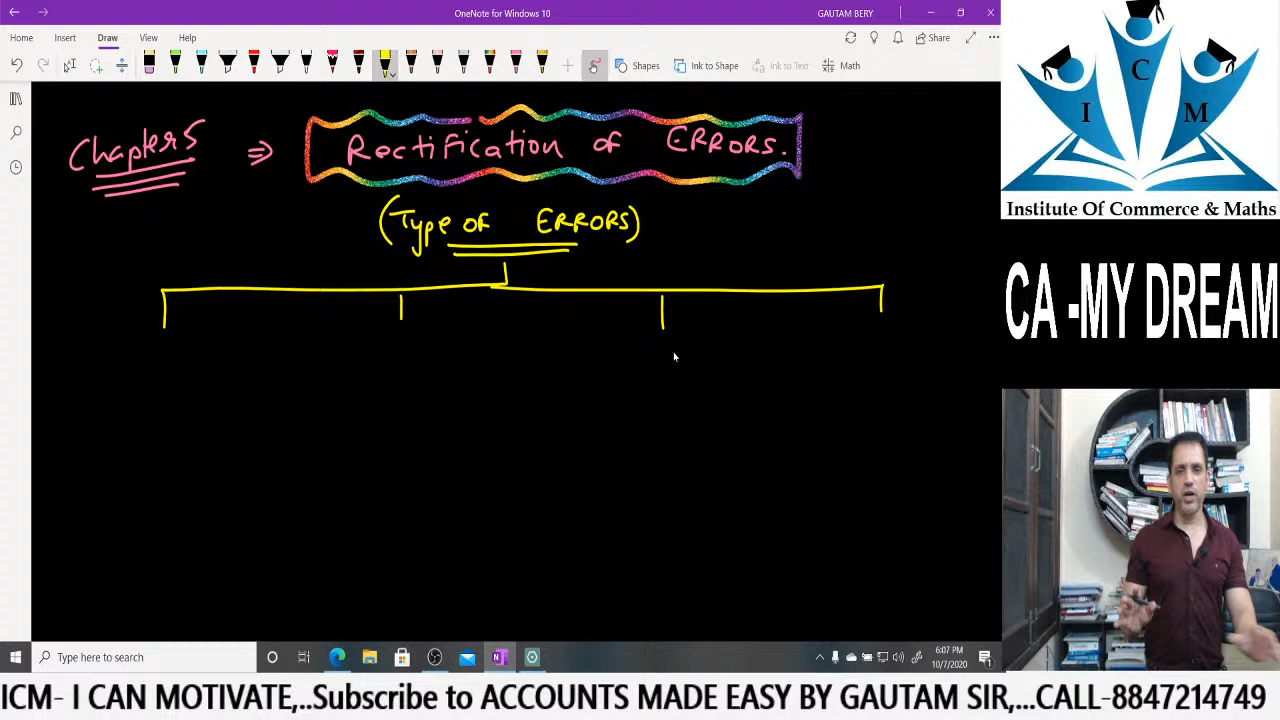 OneNote for Windows 10
GAUTAM BERY
Home
Insert
Draw
View
Help
Share
Shapes
Ink to Shape
Ink to Text
Math
Chapter 5 ⇒ Rectification of ERRORS.
(Type of ERRORS)
I C M
Institute Of Commerce & Maths
CA -MY DREAM
Type here to search
6:07 PM
10/7/2020
1
ICM- I CAN MOTIVATE,..Subscribe to ACCOUNTS MADE EASY BY GAUTAM SIR,...CALL-8847214749